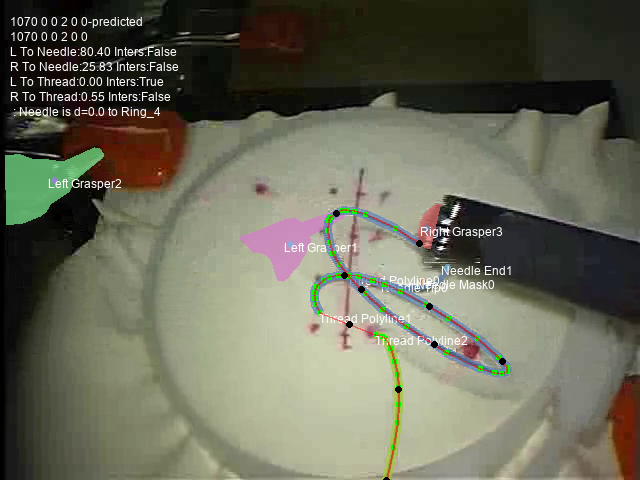 1070 0 0 2 0 0-predicted
1070 0 0 2 0 0
L To Needle:80.40 Inters:False
R To Needle:25.83 Inters:False
L To Thread:0.00 Inters:True
R To Thread:0.55 Inters:False
: Needle is d=0.0 to Ring_4
Left Grasper2
Right Grasper3
Left Grasper1
Needle End1
Thread Polyline1
Thread Polyline2